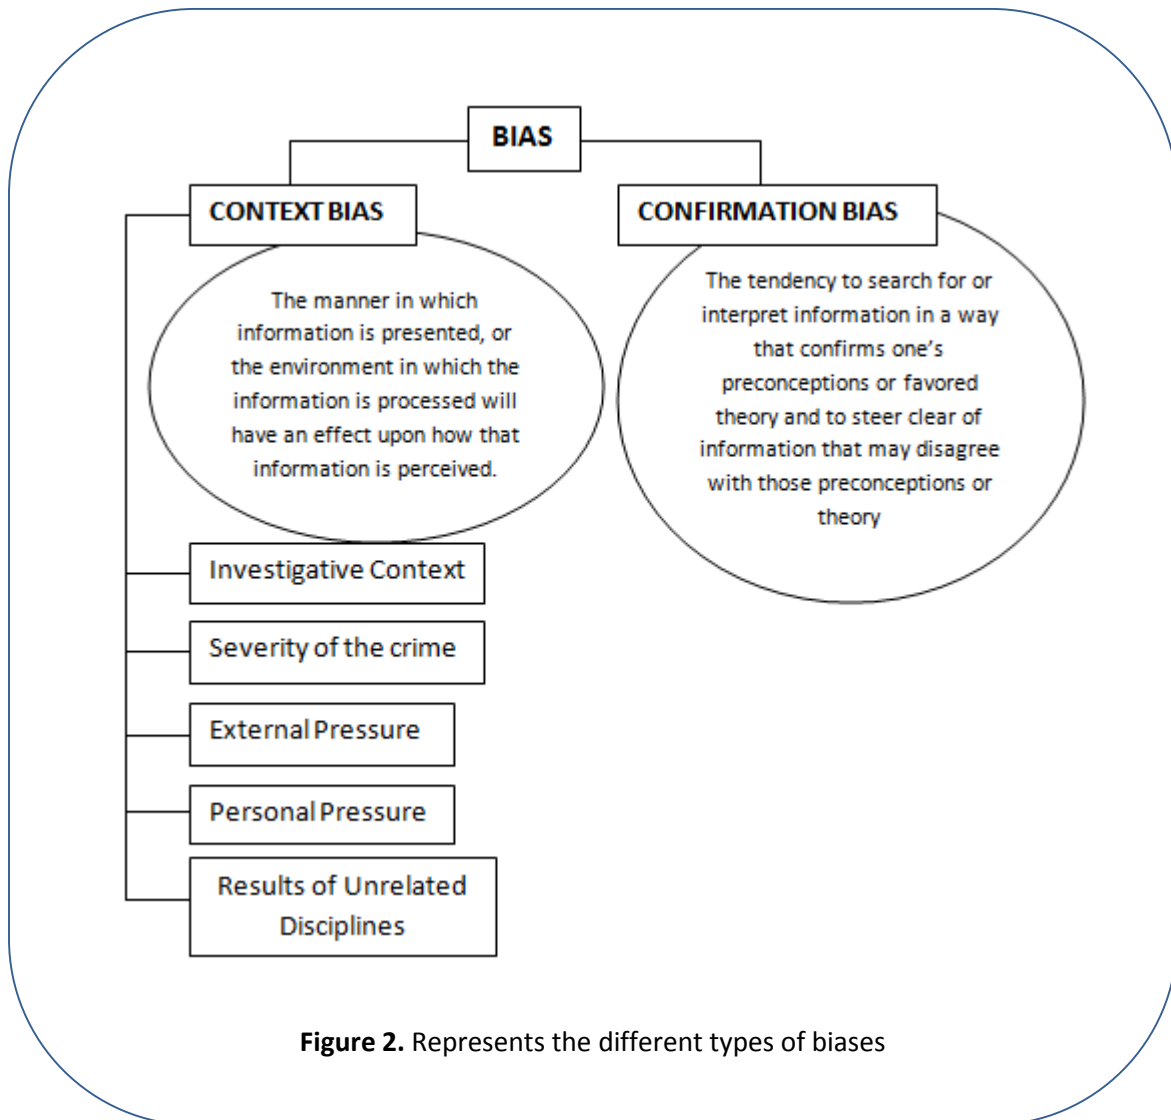 BIAS
CONTEXT BIAS
The manner in which
information is presented, or
the environment in which the
information is processed will
have an effect upon how that
information is perceived.
CONFIRMATION BIAS
The tendency to search for or
interpret information in a way
that confirms one’s
preconceptions or favored
theory and to steer clear of
information that may disagree
with those preconceptions or
theory
Investigative Context
Severity of the crime
External Pressure
Personal Pressure
Results of Unrelated
Disciplines
Figure 2. Represents the different types of biases